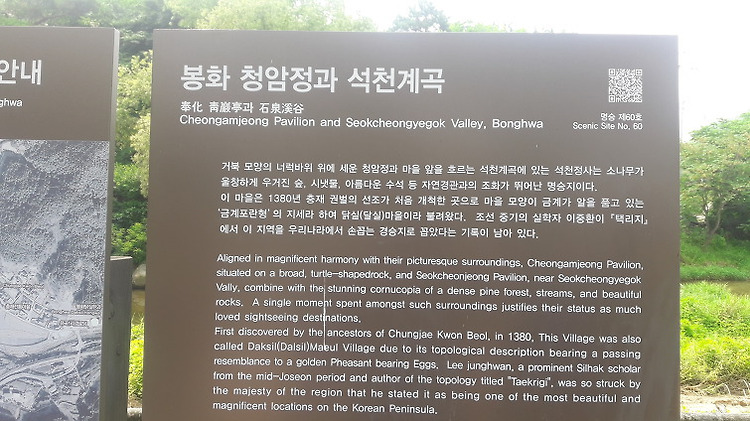 안내
ghwa
봉화 청암정과 석천계곡
奉化 靑巖亭과 石泉溪谷
Cheongamjeong Pavilion and Seokcheongyegok Valley, Bonghwa
명승 제60호
Scenic Site No. 60
거북 모양의 너럭바위 위에 세운 청암정과 마을 앞을 흐르는 석천계곡에 있는 석천정사는 소나무가
울창하게 우거진 숲, 시냇물, 아름다운 수석 등 자연경관과의 조화가 뛰어난 명승지이다.
이 마을은 1380년 충재 권벌의 선조가 처음 개척한 곳으로 마을 모양이 금계가 알을 품고 있는
'금계포란형'의 지세라 하여 닭실(달실)마을이라 불려왔다. 조선 중기의 실학자 이중환이 『택리지』
에서 이 지역을 우리나라에서 손꼽는 경승지로 꼽았다는 기록이 남아 있다.
Aligned in magnificent harmony with their picturesque surroundings, Cheongamjeong Pavilion,
situated on a broad, turtle-shapedrock, and Seokcheonjeong Pavilion, near Seokcheongyegok
Vally, combine with the stunning cornucopia of a dense pine forest, streams, and beautiful
rocks. A single moment spent amongst such surroundings justifies their status as much
loved sightseeing destinations.
First discovered by the ancestors of Chungjae Kwon Beol, in 1380, This Village was also
called Daksil(Dalsil)Maeul Village due to its topological description bearing a passing
resemblance to a golden Pheasant bearing Eggs. Lee junghwan, a prominent Silhak scholar
from the mid-Joseon period and author of the topology titled "Taekrigi", was so struck by
the majesty of the region that he stated it as being one of the most beautiful and
magnificent locations on the Korean Peninsula.